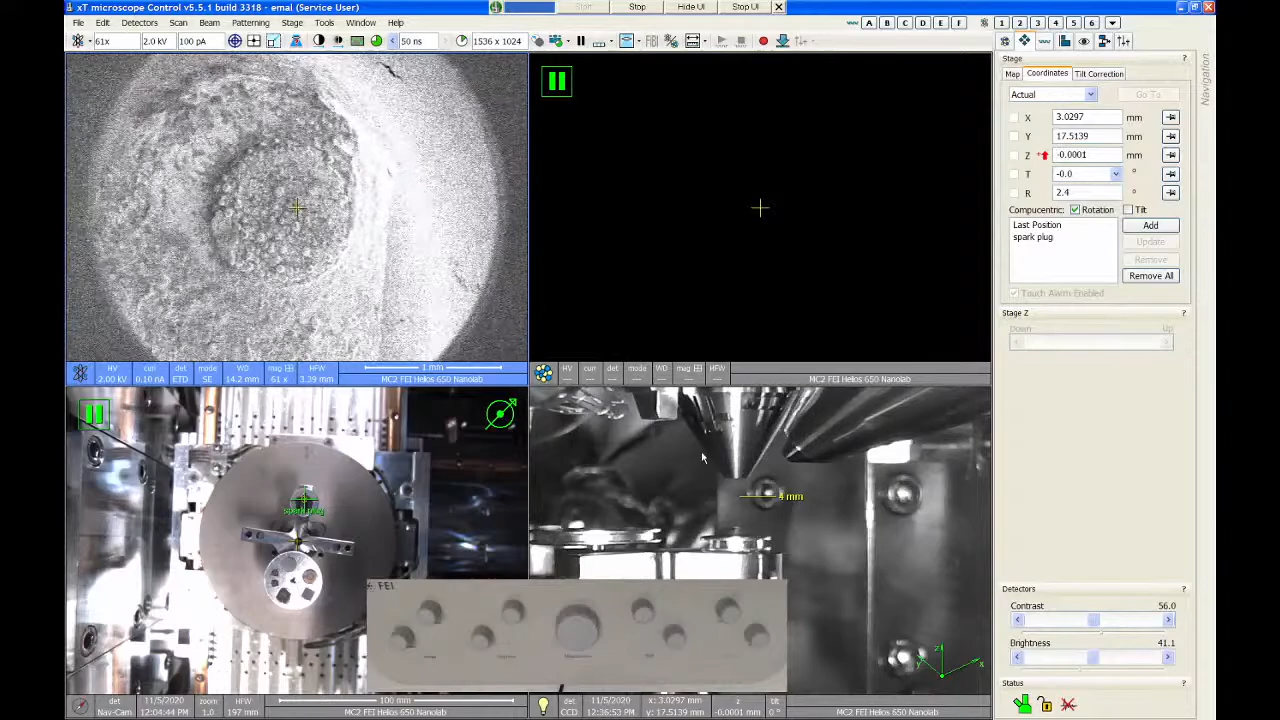 xT microscope Control v5.5.1 build 3318 - emal (Service User)
Start Stop Hide UI Stop UI
File Edit Detectors Scan Beam Patterning Stage Tools Window Help
A B C D E F 1 2 3 4 5 6
61x 2.0 kV 100 pA 50 ns 1536 x 1024
Stage ?
Map Coordinates Tilt Correction
Actual Go To
X 3.0297 mm
Y 17.5139 mm
Z -0.0001 mm
T -0.0 °
R 2.4 °
Compucentric: Rotation Tilt
Last Position
spark plug
Add
Update
Remove
Remove All
Touch Alarm Enabled
Stage Z ?
Down Up
Detectors ?
Contrast 56.0
Brightness 41.1
Status ?
Navigation
HV curr det mode WD mag HFW 1 mm
2.00 kV 0.10 nA ETD SE 14.2 mm 61 x 3.39 mm MC2 FEI Helios 650 Nanolab
HV curr det mode WD mag HFW
--- --- --- --- --- --- --- MC2 FEI Helios 650 Nanolab
spark plug
4 mm
FEI
z
y x
det 11/5/2020 zoom HFW 100 mm
Nav-Cam 12:04:44 PM 1.0 197 mm MC2 FEI Helios 650 Nanolab
det 11/5/2020 x: 3.0297 mm z tilt
CCD 12:36:53 PM y: 17.5139 mm -0.0001 mm 0 ° MC2 FEI Helios 650 Nanolab